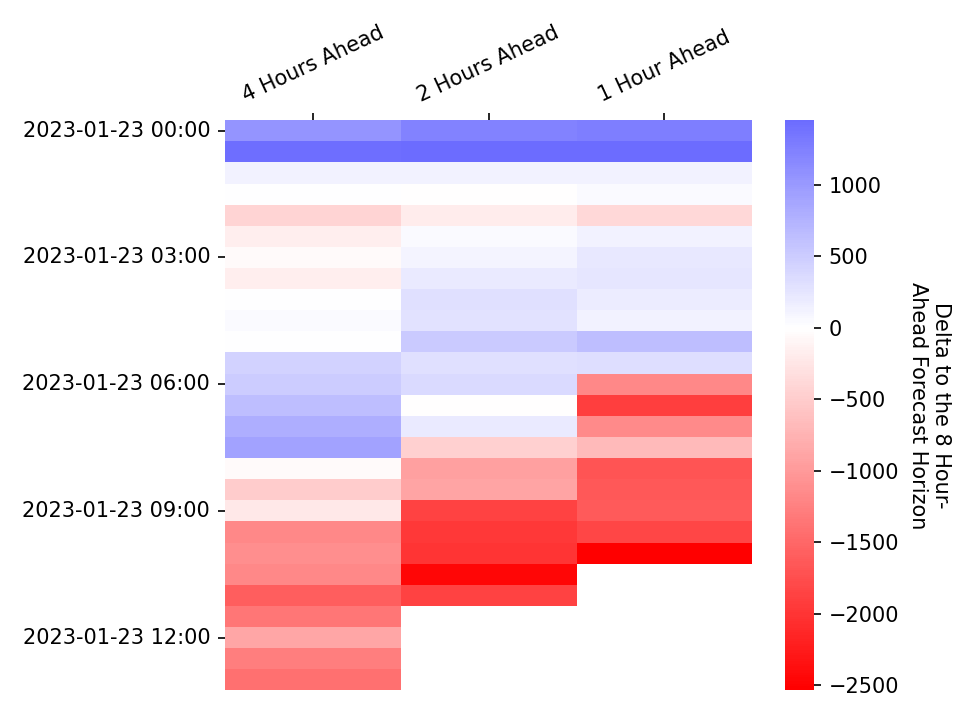 4 Hours Ahead
2 Hours Ahead
1 Hour Ahead
2023-01-23 00:00
2023-01-23 03:00
2023-01-23 06:00
2023-01-23 09:00
2023-01-23 12:00
1000
500
0
−500
−1000
−1500
−2000
−2500
Delta to the 8 Hour-
Ahead Forecast Horizon